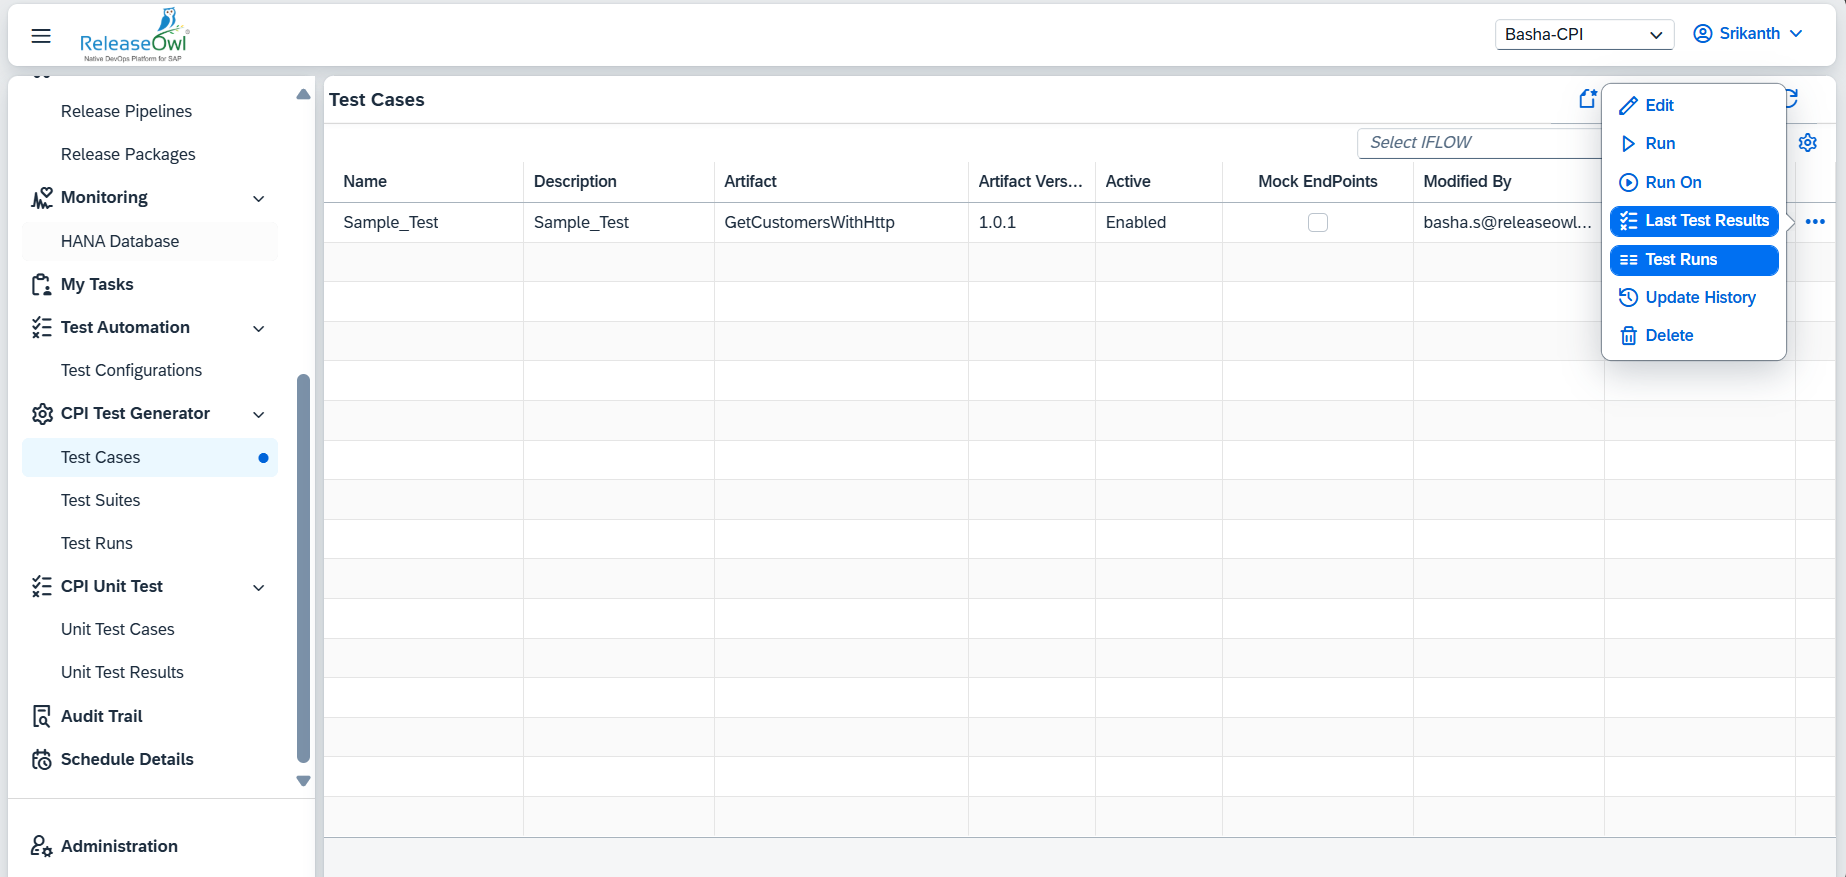 ReleaseOwl
Native DevOps Platform for SAP
Basha-CPI
Srikanth
Release Pipelines
Release Packages
Monitoring
HANA Database
My Tasks
Test Automation
Test Configurations
CPI Test Generator
Test Cases
Test Suites
Test Runs
CPI Unit Test
Unit Test Cases
Unit Test Results
Audit Trail
Schedule Details
Administration
Test Cases
Select IFLOW
Name Description Artifact Artifact Vers... Active Mock EndPoints Modified By
Sample_Test Sample_Test GetCustomersWithHttp 1.0.1 Enabled basha.s@releaseowl...
Edit
Run
Run On
Last Test Results
Test Runs
Update History
Delete